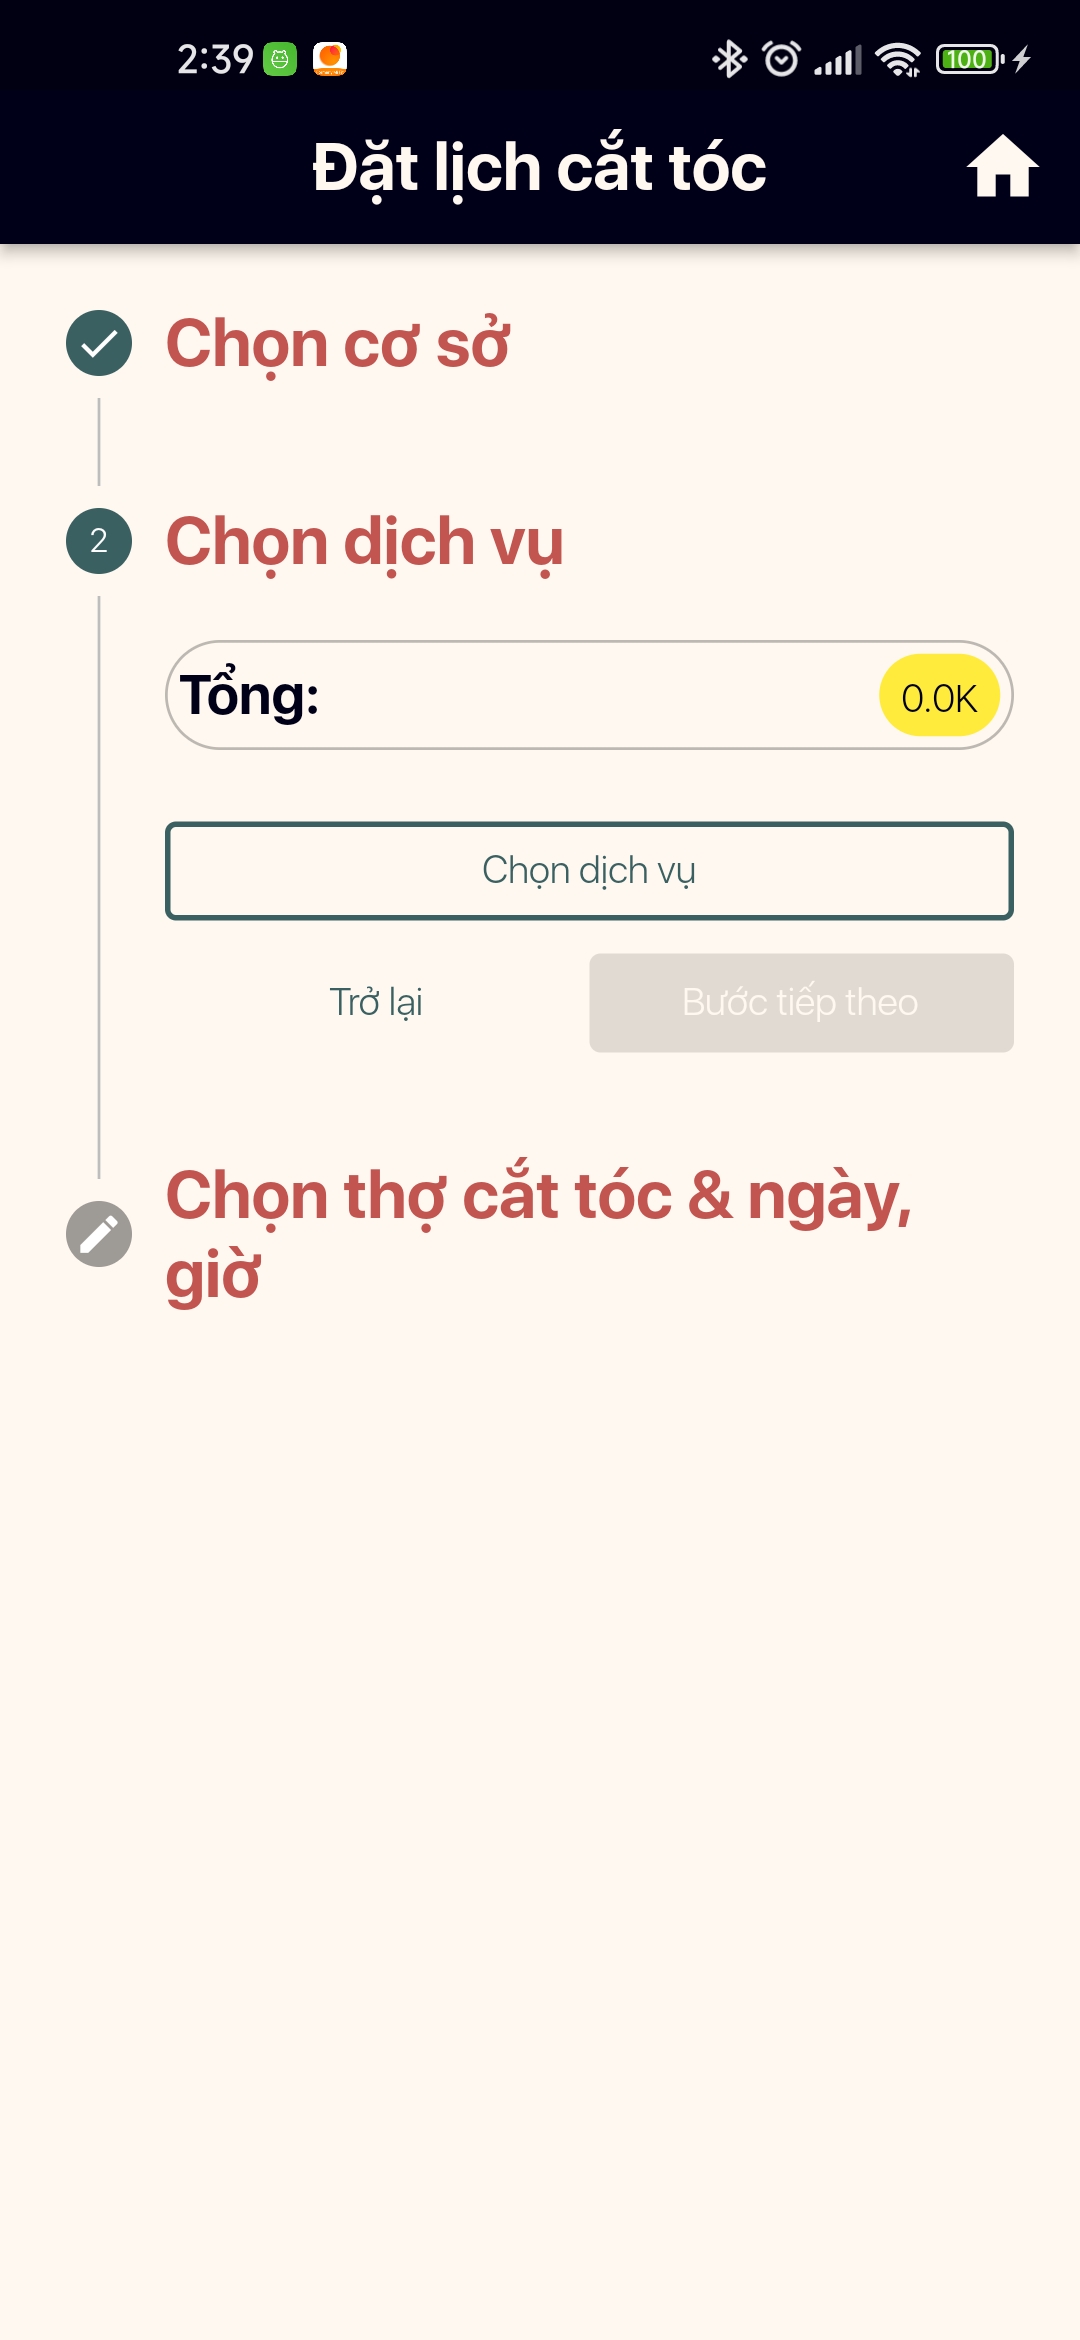 2:39
100
Đặt lịch cắt tóc
Chọn cơ sở
2
Chọn dịch vụ
Tổng:
0.0K
Chọn dịch vụ
Trở lại
Bước tiếp theo
Chọn thợ cắt tóc & ngày,
giờ